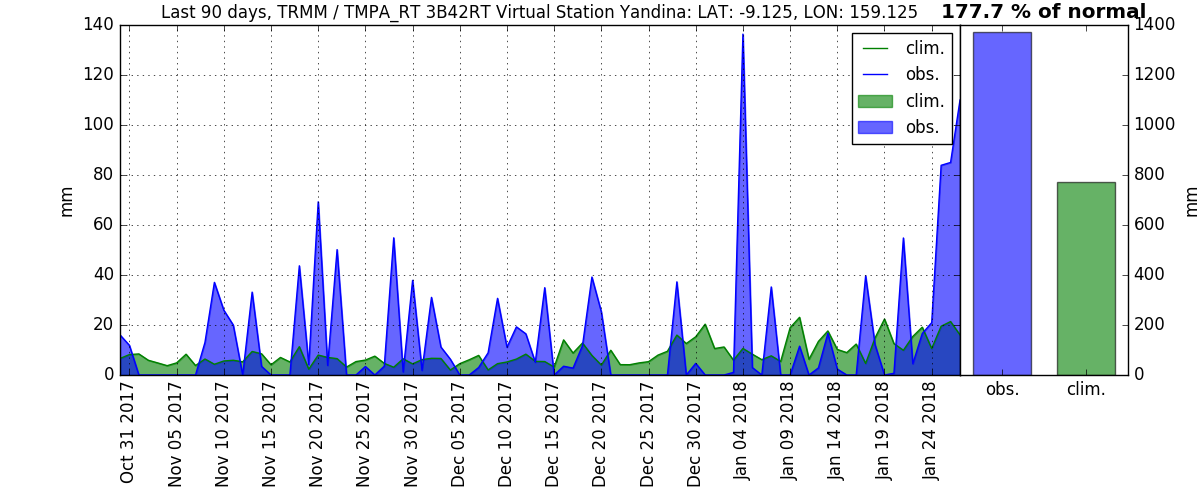 Last 90 days, TRMM / TMPA_RT 3B42RT Virtual Station Yandina: LAT: -9.125, LON: 159.125
177.7 % of normal
140
120
100
80
60
40
20
0
mm
clim.
obs.
clim.
obs.
1400
1200
1000
800
600
400
200
0
mm
Oct 31 2017
Nov 05 2017
Nov 10 2017
Nov 15 2017
Nov 20 2017
Nov 25 2017
Nov 30 2017
Dec 05 2017
Dec 10 2017
Dec 15 2017
Dec 20 2017
Dec 25 2017
Dec 30 2017
Jan 04 2018
Jan 09 2018
Jan 14 2018
Jan 19 2018
Jan 24 2018
obs.
clim.